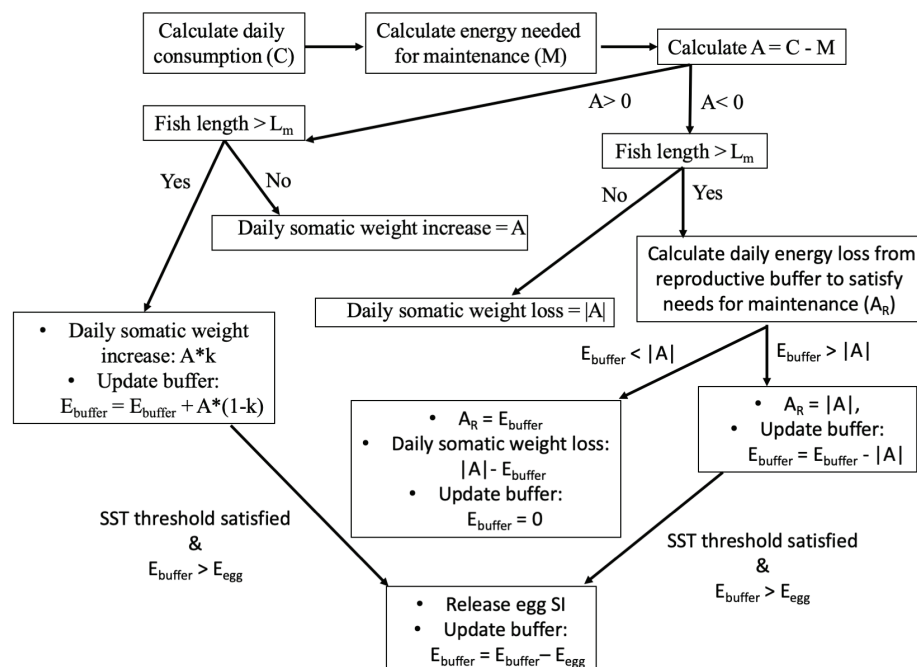 Calculate daily
consumption (C)
Calculate energy needed
for maintenance (M)
Calculate A = C - M
A> 0
A< 0
Fish length > Lm
Fish length > Lm
Yes
No
No
Yes
Daily somatic weight increase = A
Calculate daily energy loss from
reproductive buffer to satisfy
needs for maintenance (AR)
Daily somatic weight loss = |A|
• Daily somatic weight
increase: A*k
• Update buffer:
Ebuffer = Ebuffer + A*(1-k)
Ebuffer < |A|
Ebuffer > |A|
• AR = Ebuffer
• Daily somatic weight loss:
|A|- Ebuffer
• Update buffer:
Ebuffer = 0
• AR = |A|,
• Update buffer:
Ebuffer = Ebuffer - |A|
SST threshold satisfied
&
Ebuffer > Eegg
SST threshold satisfied
&
Ebuffer > Eegg
• Release egg SI
• Update buffer:
Ebuffer = Ebuffer – Eegg